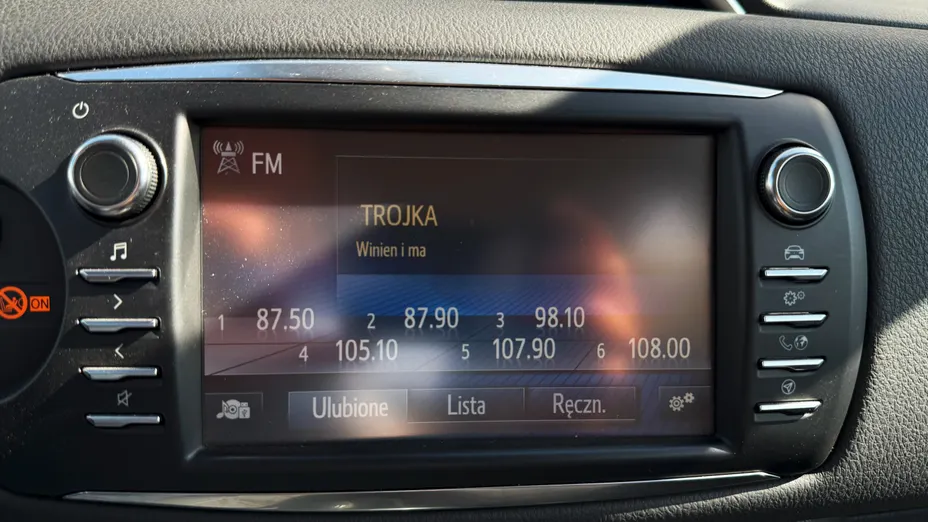 FM
TROJKA
Winien i ma
1 87.50 2 87.90 3 98.10
4 105.10 5 107.90 6 108.00
Ulubione Lista Ręczn.
ON